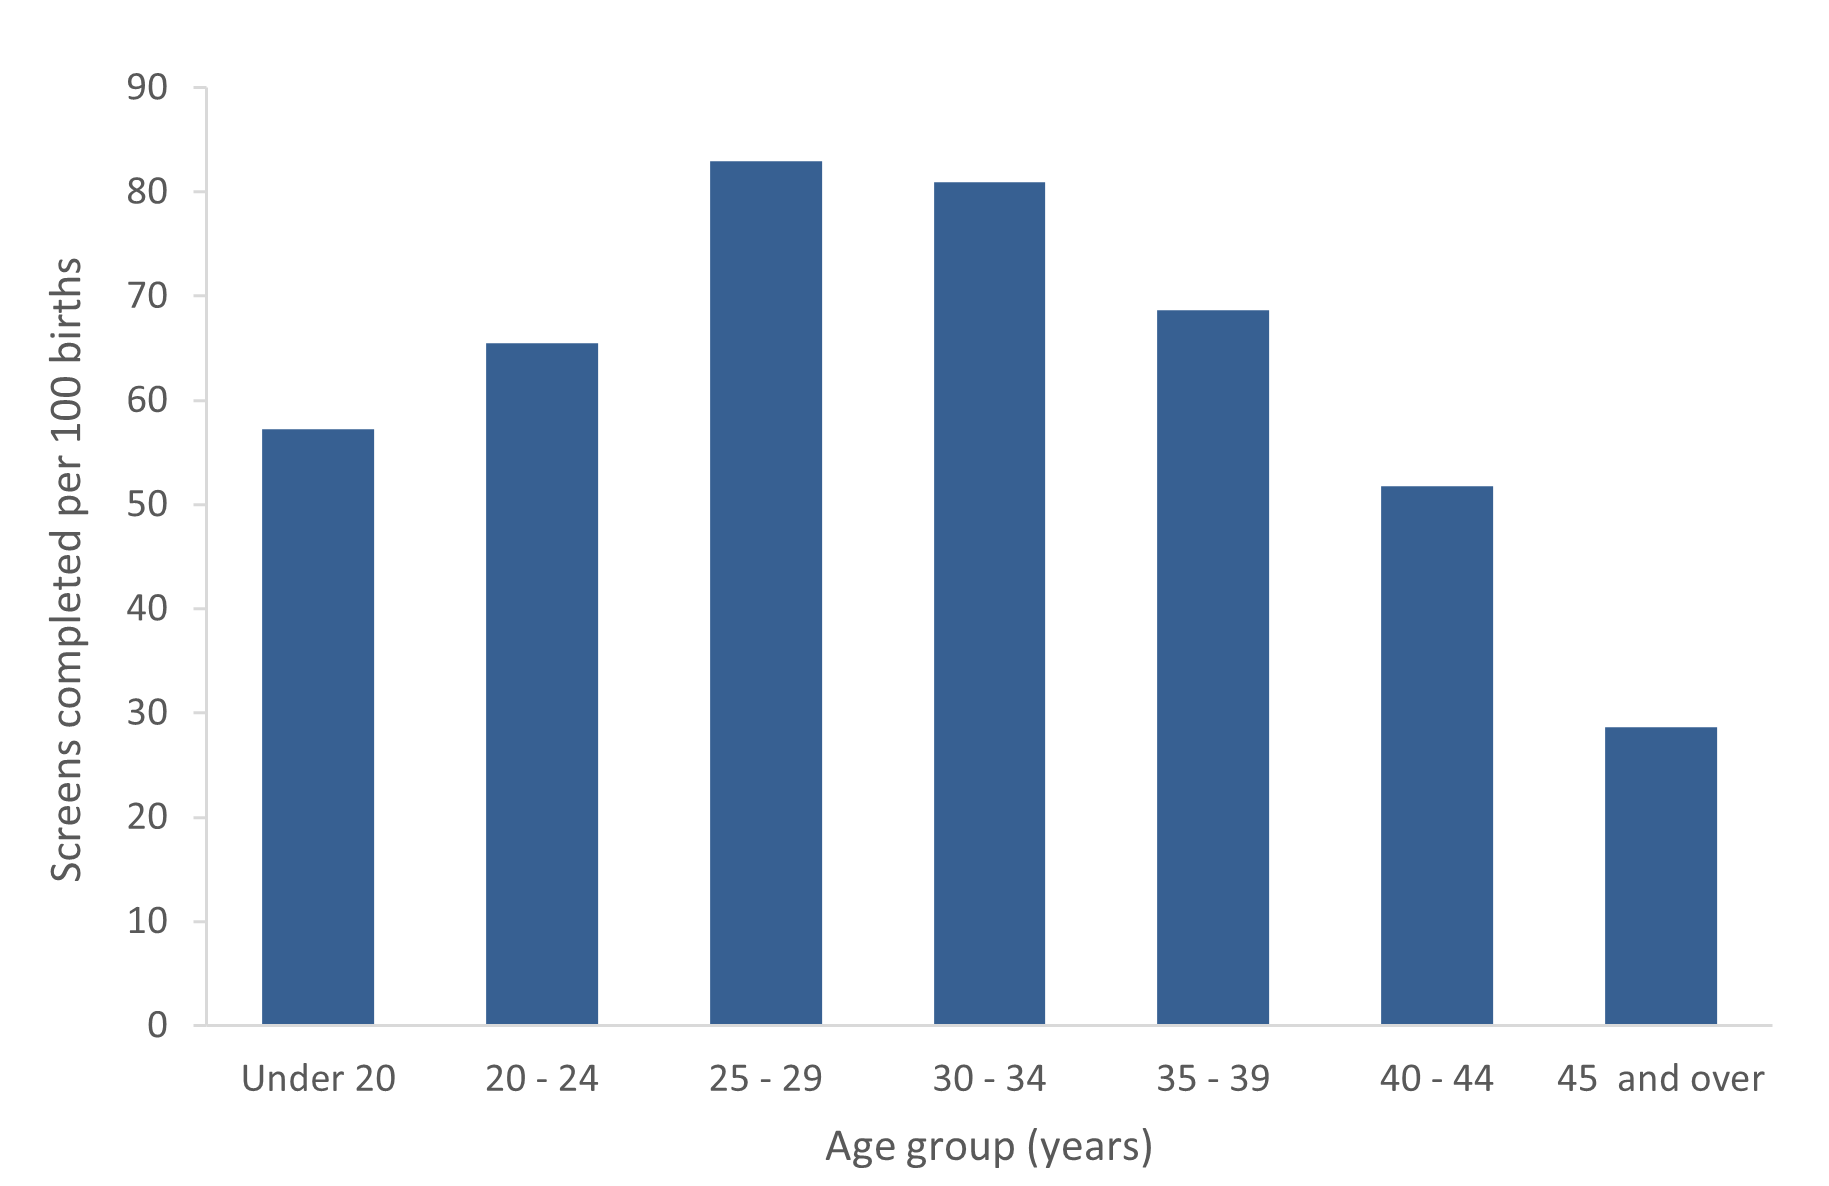 90
80
70
60
50
40
30
20
10
0
Screens completed per 100 births
Under 20
20 - 24
25 - 29
30 - 34
35 - 39
40 - 44
45  and over
Age group (years)